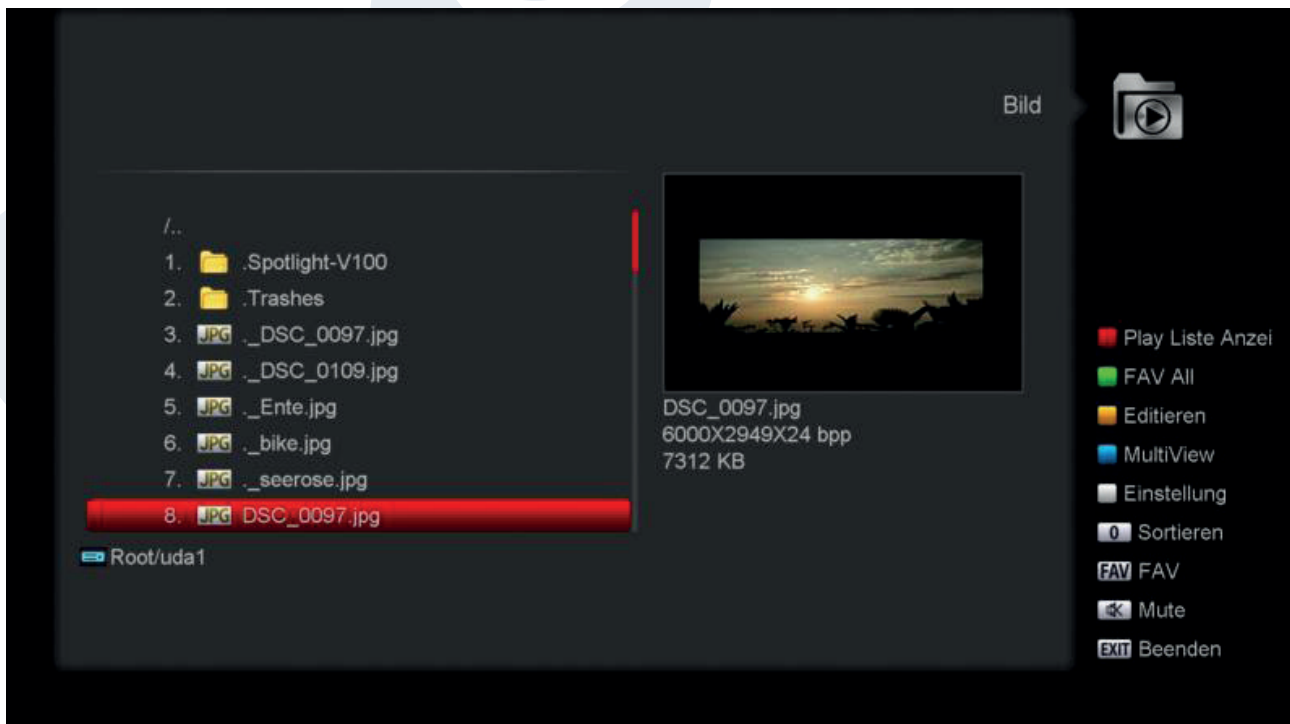 Bild
/..
1. .Spotlight-V100
2. .Trashes
3. JPG ._DSC_0097.jpg
4. JPG ._DSC_0109.jpg
5. JPG ._Ente.jpg
6. JPG ._bike.jpg
7. JPG ._seerose.jpg
8. JPG DSC_0097.jpg
Root/uda1
DSC_0097.jpg
6000X2949X24 bpp
7312 KB
Play Liste Anzei
FAV All
Editieren
MultiView
Einstellung
0 Sortieren
FAV FAV
Mute
EXIT Beenden